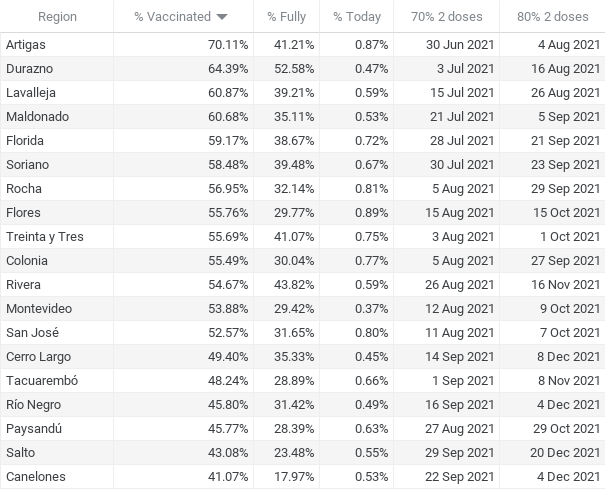 Region % Vaccinated % Fully % Today 70% 2 doses 80% 2 doses
Artigas 70.11% 41.21% 0.87% 30 Jun 2021 4 Aug 2021
Durazno 64.39% 52.58% 0.47% 3 Jul 2021 16 Aug 2021
Lavalleja 60.87% 39.21% 0.59% 15 Jul 2021 26 Aug 2021
Maldonado 60.68% 35.11% 0.53% 21 Jul 2021 5 Sep 2021
Florida 59.17% 38.67% 0.72% 28 Jul 2021 21 Sep 2021
Soriano 58.48% 39.48% 0.67% 30 Jul 2021 23 Sep 2021
Rocha 56.95% 32.14% 0.81% 5 Aug 2021 29 Sep 2021
Flores 55.76% 29.77% 0.89% 15 Aug 2021 15 Oct 2021
Treinta y Tres 55.69% 41.07% 0.75% 3 Aug 2021 1 Oct 2021
Colonia 55.49% 30.04% 0.77% 5 Aug 2021 27 Sep 2021
Rivera 54.67% 43.82% 0.59% 26 Aug 2021 16 Nov 2021
Montevideo 53.88% 29.42% 0.37% 12 Aug 2021 9 Oct 2021
San José 52.57% 31.65% 0.80% 11 Aug 2021 7 Oct 2021
Cerro Largo 49.40% 35.33% 0.45% 14 Sep 2021 8 Dec 2021
Tacuarembó 48.24% 28.89% 0.66% 1 Sep 2021 8 Nov 2021
Río Negro 45.80% 31.42% 0.49% 16 Sep 2021 4 Dec 2021
Paysandú 45.77% 28.39% 0.63% 27 Aug 2021 29 Oct 2021
Salto 43.08% 23.48% 0.55% 29 Sep 2021 20 Dec 2021
Canelones 41.07% 17.97% 0.53% 22 Sep 2021 4 Dec 2021